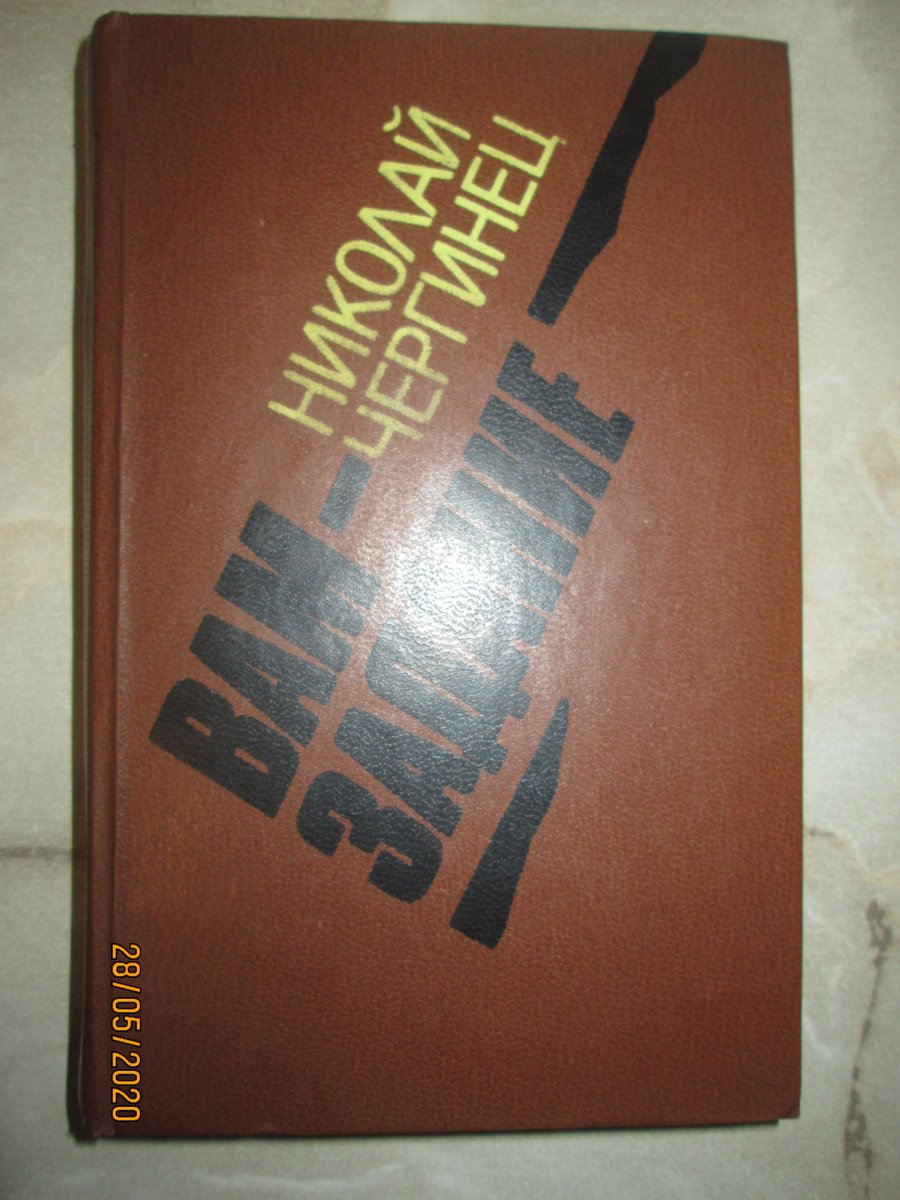 НИКОЛАЙ
ЧЕРГИНЕЦ
ВАМ –
ЗАДАНИЕ
28/05/2020